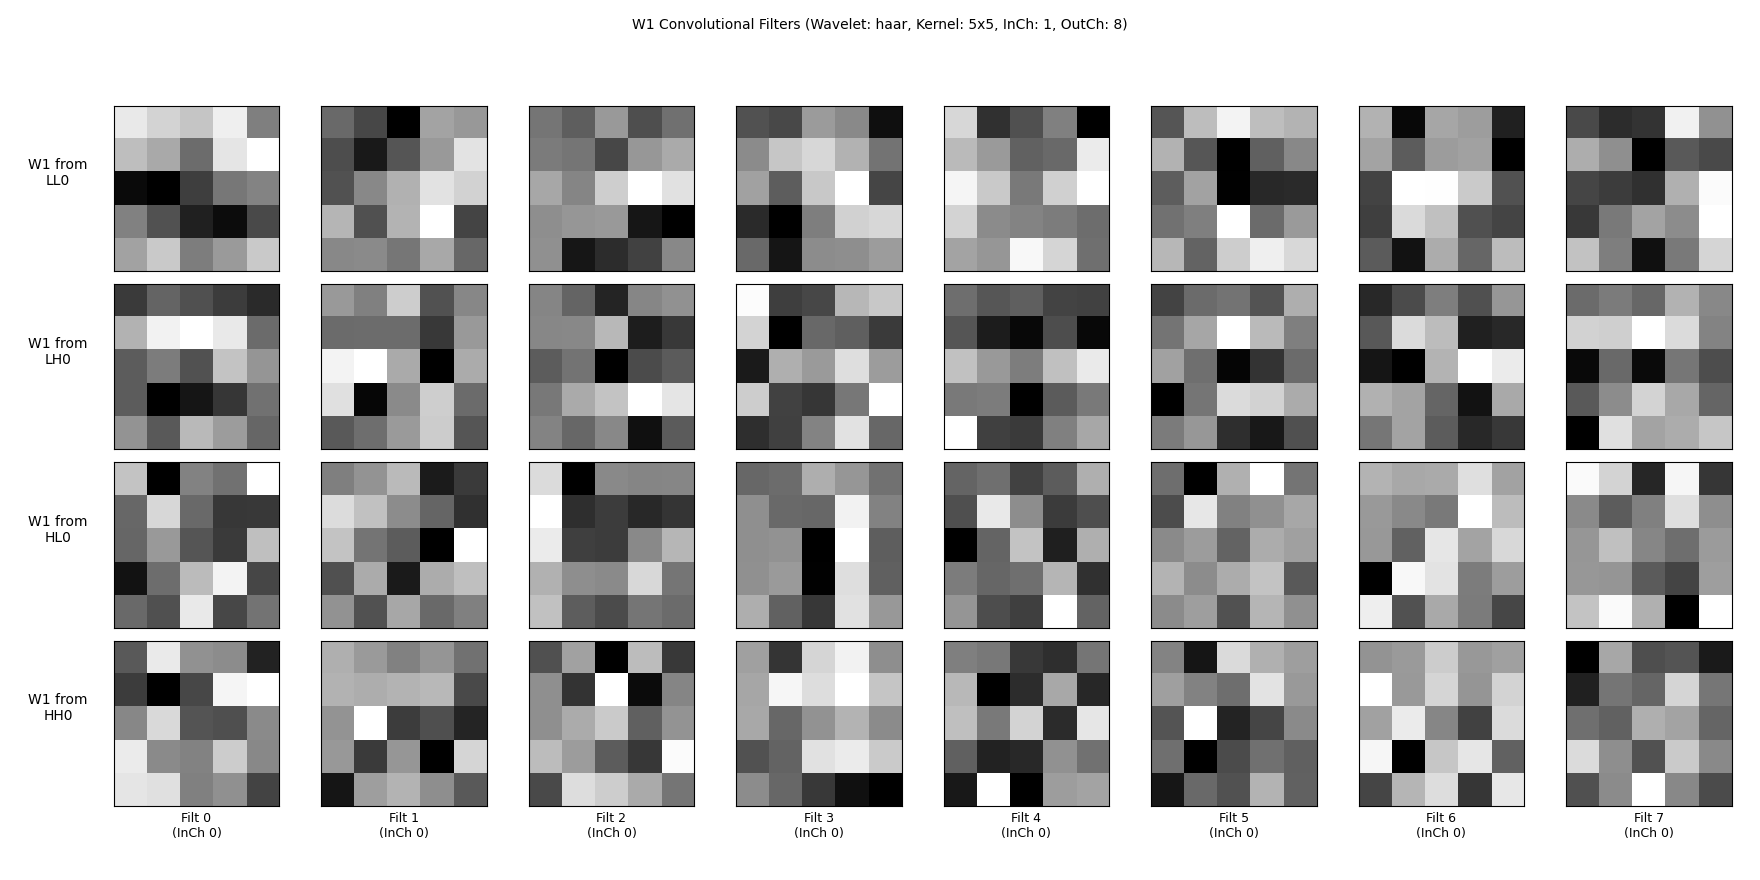 W1 Convolutional Filters (Wavelet: haar, Kernel: 5x5, InCh: 1, OutCh: 8)
W1 from
LL0
W1 from
LH0
W1 from
HL0
W1 from
HH0
Filt 0
(InCh 0)
Filt 1
(InCh 0)
Filt 2
(InCh 0)
Filt 3
(InCh 0)
Filt 4
(InCh 0)
Filt 5
(InCh 0)
Filt 6
(InCh 0)
Filt 7
(InCh 0)